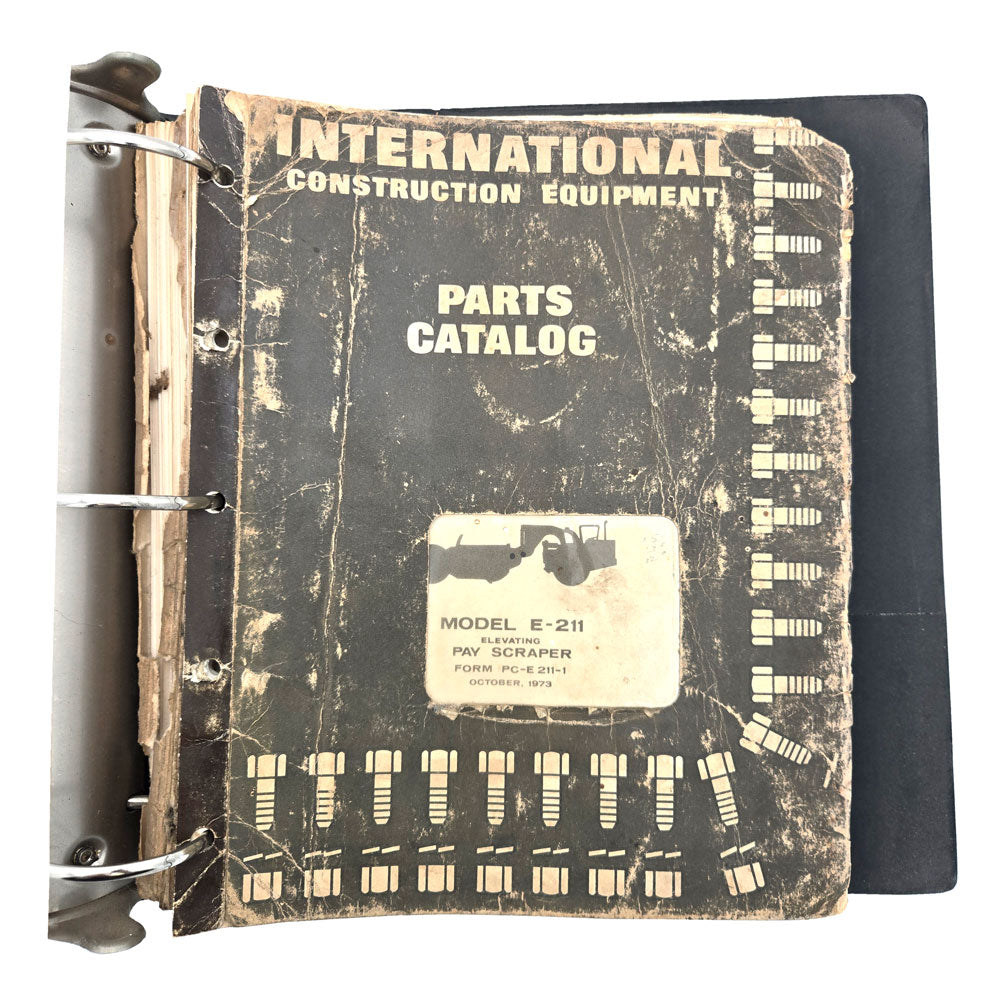 INTERNATIONAL
CONSTRUCTION EQUIPMENT
PARTS
CATALOG
MODEL E-211
ELEVATING
PAY SCRAPER
FORM PC-E 211-1
OCTOBER, 1973